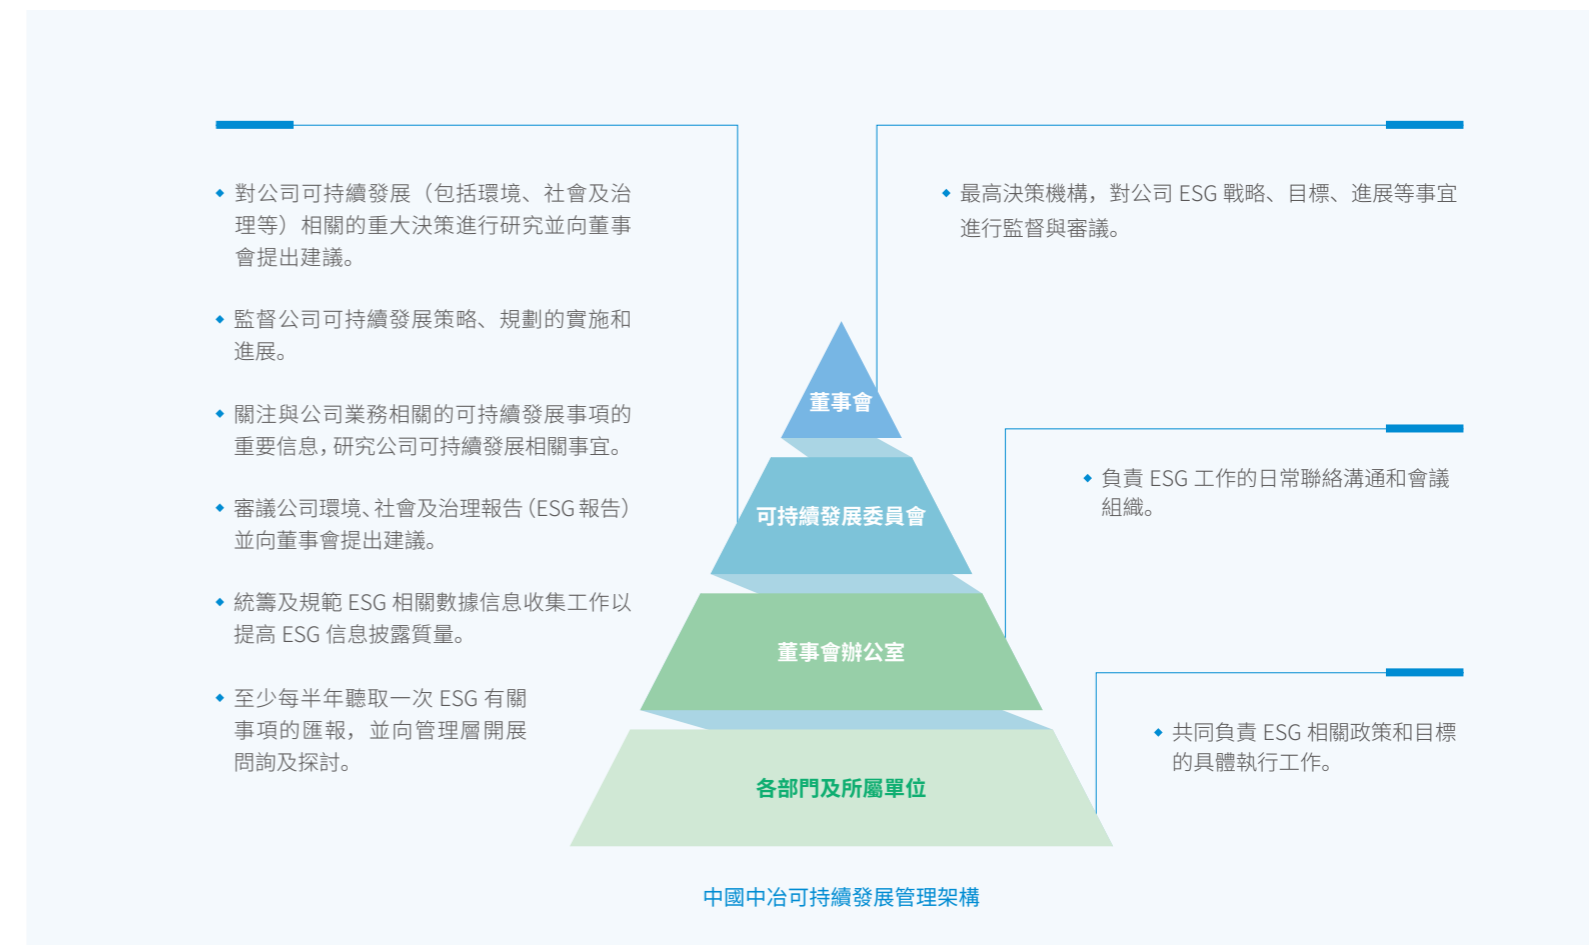 ◆ 對公司可持續發展（包括環境、社會及治
理等）相關的重大決策進行研究並向董事
會提出建議。
◆ 監督公司可持續發展策略、規劃的實施和
進展。
◆ 關注與公司業務相關的可持續發展事項的
重要信息，研究公司可持續發展相關事宜。
◆ 審議公司環境、社會及治理報告（ESG 報告）
並向董事會提出建議。
◆ 統籌及規範 ESG 相關數據信息收集工作以
提高 ESG 信息披露質量。
◆ 至少每半年聽取一次 ESG 有關
事項的匯報，並向管理層開展
問詢及探討。
◆ 最高決策機構，對公司 ESG 戰略、目標、進展等事宜
進行監督與審議。
◆ 負責 ESG 工作的日常聯絡溝通和會議
組織。
◆ 共同負責 ESG 相關政策和目標
的具體執行工作。
董事會
可持續發展委員會
董事會辦公室
各部門及所屬單位
中國中冶可持續發展管理架構